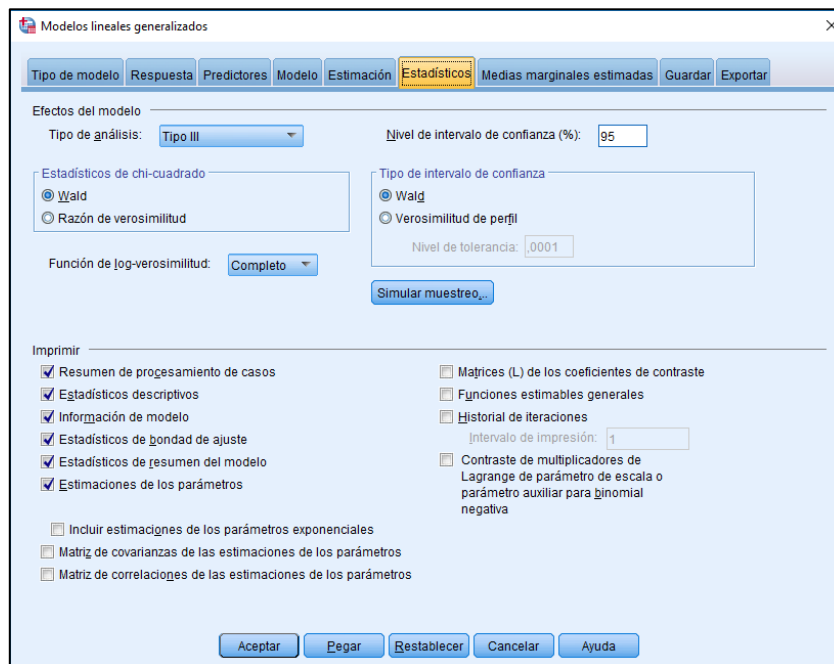 Modelos lineales generalizados
Tipo de modelo Respuesta Predictores Modelo Estimación Estadísticos Medias marginales estimadas Guardar Exportar
Efectos del modelo
Tipo de análisis: Tipo III
Nivel de intervalo de confianza (%): 95
Estadísticos de chi-cuadrado
Wald
Razón de verosimilitud
Tipo de intervalo de confianza
Wald
Verosimilitud de perfil
Nivel de tolerancia: ,0001
Función de log-verosimilitud: Completo
Simular muestreo...
Imprimir
Resumen de procesamiento de casos
Estadísticos descriptivos
Información de modelo
Estadísticos de bondad de ajuste
Estadísticos de resumen del modelo
Estimaciones de los parámetros
Incluir estimaciones de los parámetros exponenciales
Matriz de covarianzas de las estimaciones de los parámetros
Matriz de correlaciones de las estimaciones de los parámetros
Matrices (L) de los coeficientes de contraste
Funciones estimables generales
Historial de iteraciones
Intervalo de impresión: 1
Contraste de multiplicadores de
Lagrange de parámetro de escala o
parámetro auxiliar para binomial
negativa
Aceptar Pegar Restablecer Cancelar Ayuda